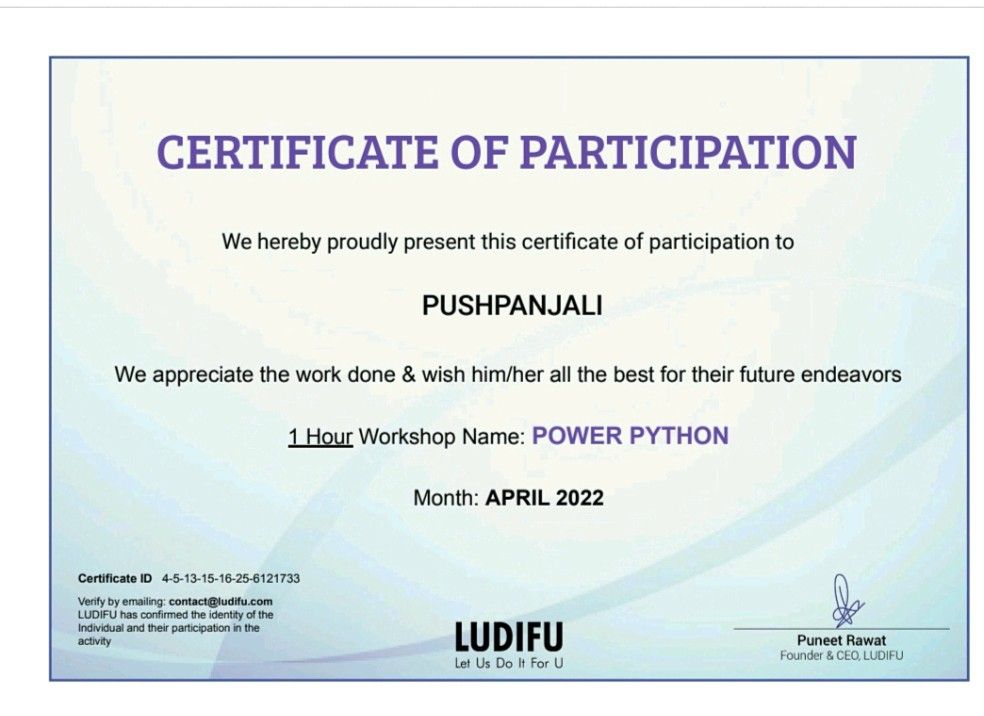 CERTIFICATE OF PARTICIPATION
We hereby proudly present this certificate of participation to
PUSHPANJALI
We appreciate the work done & wish him/her all the best for their future endeavors
1 Hour Workshop Name: POWER PYTHON
Month: APRIL 2022
Certificate ID 4-5-13-15-16-25-6121733
Verify by emailing: contact@ludifu.com
LUDIFU has confirmed the identity of the
Individual and their participation in the
activity
LUDIFU
Let Us Do It For U
Puneet Rawat
Founder & CEO, LUDIFU